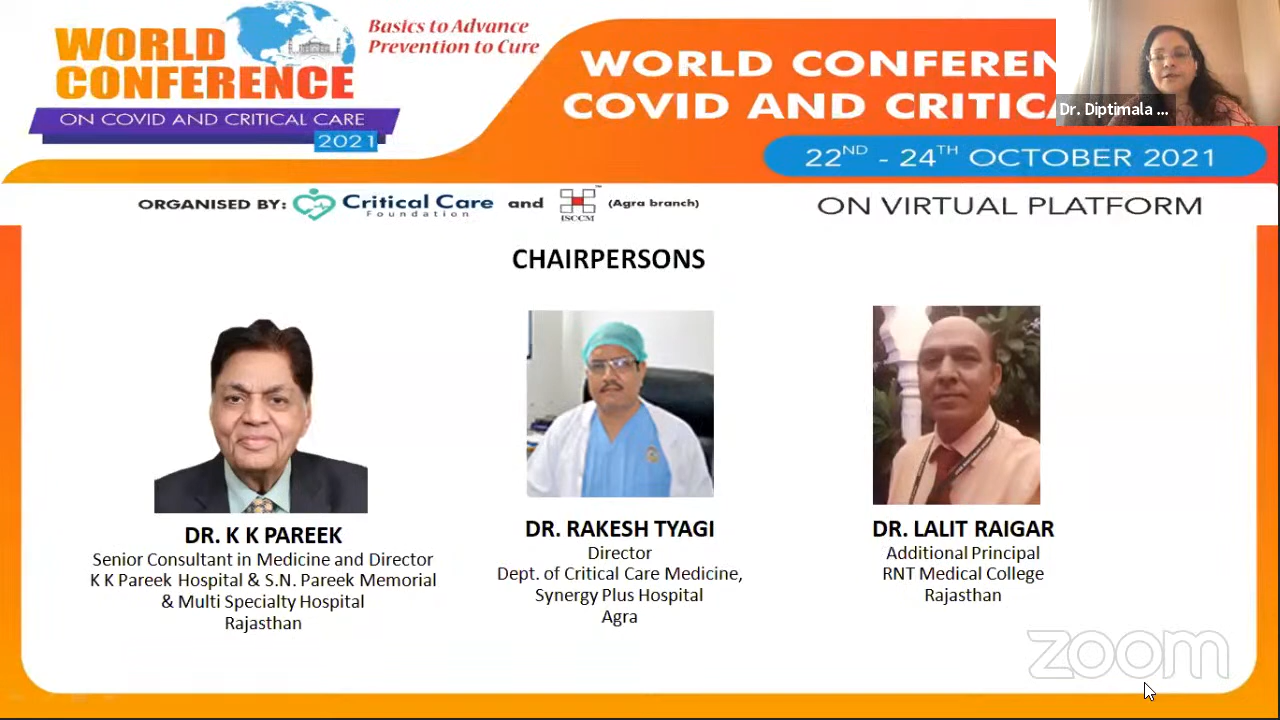 WORLD
CONFERENCE
ON COVID AND CRITICAL CARE
2021
Basics to Advance
Prevention to Cure
WORLD CONFEREN
COVID AND CRITIC
Dr. Diptimala ...
22ND - 24TH OCTOBER 2021
ORGANISED BY: Critical Care Foundation and ISCCM (Agra branch)
ON VIRTUAL PLATFORM
CHAIRPERSONS
DR. K K PAREEK
Senior Consultant in Medicine and Director
K K Pareek Hospital & S.N. Pareek Memorial
& Multi Specialty Hospital
Rajasthan
DR. RAKESH TYAGI
Director
Dept. of Critical Care Medicine,
Synergy Plus Hospital
Agra
DR. LALIT RAIGAR
Additional Principal
RNT Medical College
Rajasthan
zoom